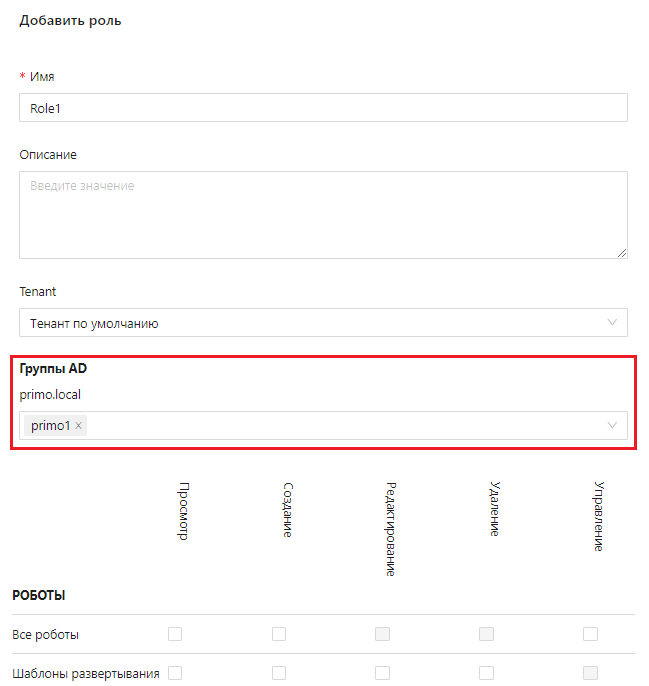 Добавить роль
* Имя
Role1
Описание
Введите значение
Tenant
Тенант по умолчанию
Группы AD
primo.local
primo1 ×
Просмотр
Создание
Редактирование
Удаление
Управление
РОБОТЫ
Все роботы
Шаблоны развертывания